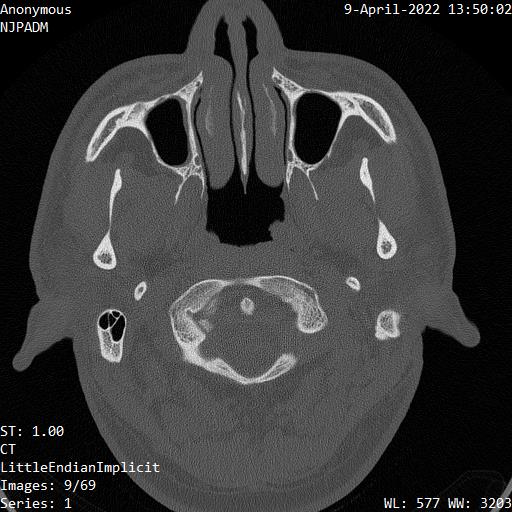 Anonymous
NJPADM
9-April-2022 13:50:02
ST: 1.00
CT
LittleEndianImplicit
Images: 9/69
Series: 1
WL: 577 WW: 3203